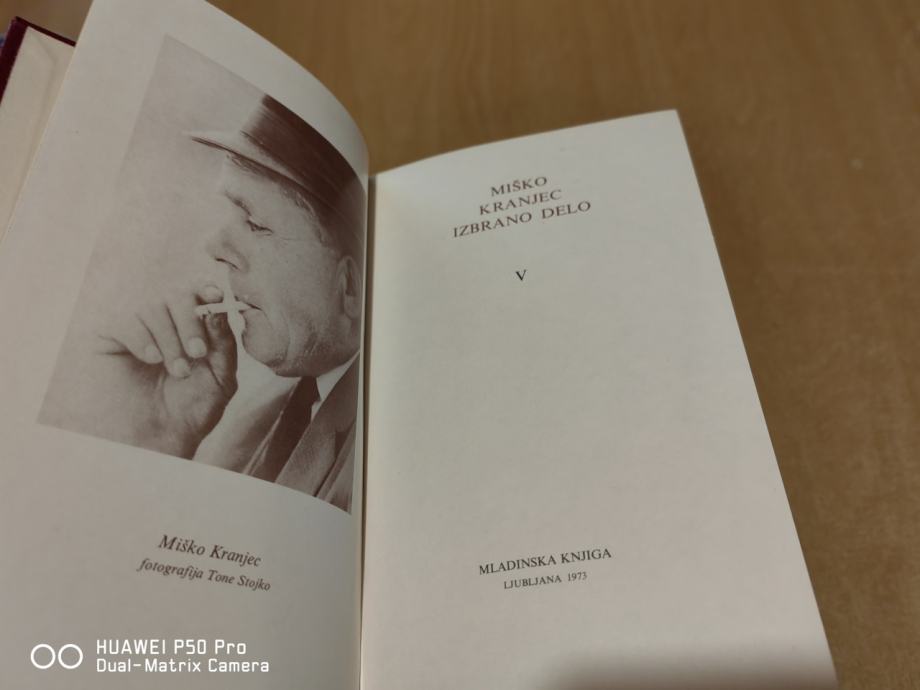 Miško Kranjec
fotografija Tone Stojko
MIŠKO
KRANJEC
IZBRANO DELO
V
MLADINSKA KNJIGA
LJUBLJANA 1973
HUAWEI P50 Pro
Dual-Matrix Camera